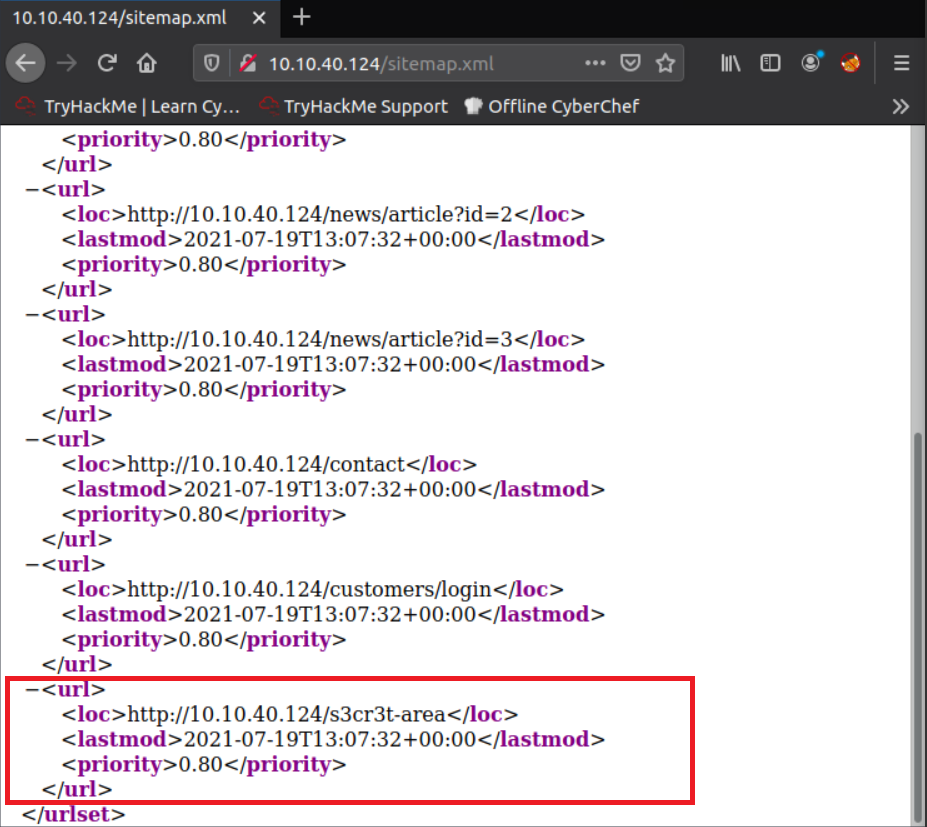 10.10.40.124/sitemap.xml
10.10.40.124/sitemap.xml
TryHackMe | Learn Cy… TryHackMe Support Offline CyberChef
<priority>0.80</priority>
</url>
−<url>
<loc>http://10.10.40.124/news/article?id=2</loc>
<lastmod>2021-07-19T13:07:32+00:00</lastmod>
<priority>0.80</priority>
</url>
−<url>
<loc>http://10.10.40.124/news/article?id=3</loc>
<lastmod>2021-07-19T13:07:32+00:00</lastmod>
<priority>0.80</priority>
</url>
−<url>
<loc>http://10.10.40.124/contact</loc>
<lastmod>2021-07-19T13:07:32+00:00</lastmod>
<priority>0.80</priority>
</url>
−<url>
<loc>http://10.10.40.124/customers/login</loc>
<lastmod>2021-07-19T13:07:32+00:00</lastmod>
<priority>0.80</priority>
</url>
−<url>
<loc>http://10.10.40.124/s3cr3t-area</loc>
<lastmod>2021-07-19T13:07:32+00:00</lastmod>
<priority>0.80</priority>
</url>
</urlset>